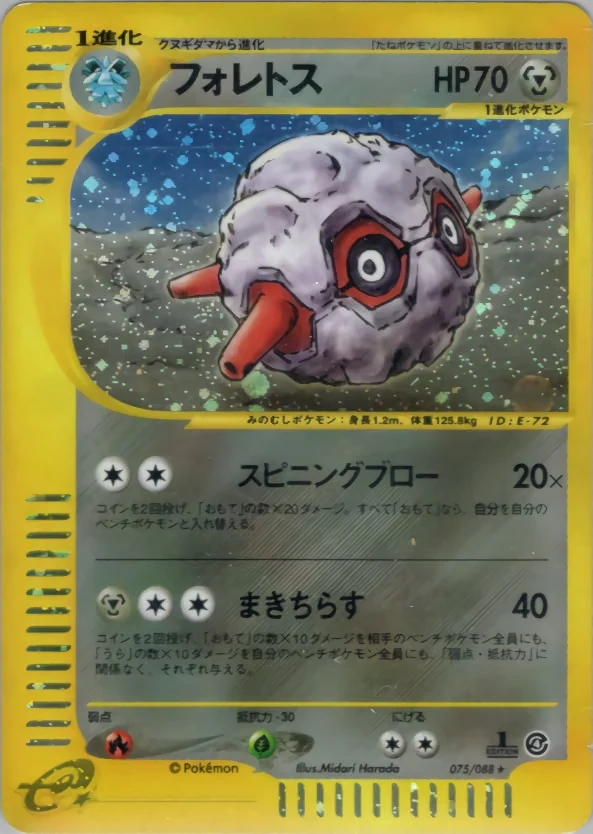 1進化
クヌギダマから進化
「たねポケモン」の上に重ねて進化させます。
フォレトス HP70
1進化ポケモン
みのむしポケモン：身長1.2m、体重125.8kg ID:E-72
スピニングブロー 20×
コインを2回投げ、「おもて」の数×20ダメージ。すべて「おもて」なら、自分を自分の
ベンチポケモンと入れ替える。
まきちらす 40
コインを2回投げ、「おもて」の数×10ダメージを相手のベンチポケモン全員にも、
「うら」の数×10ダメージを自分のベンチポケモン全員にも、「弱点・抵抗力」に
関係なく、それぞれ与える。
弱点 抵抗力 -30 にげる
1 EDITION
©Pokémon Illus.Midori Harada 075/088★
e